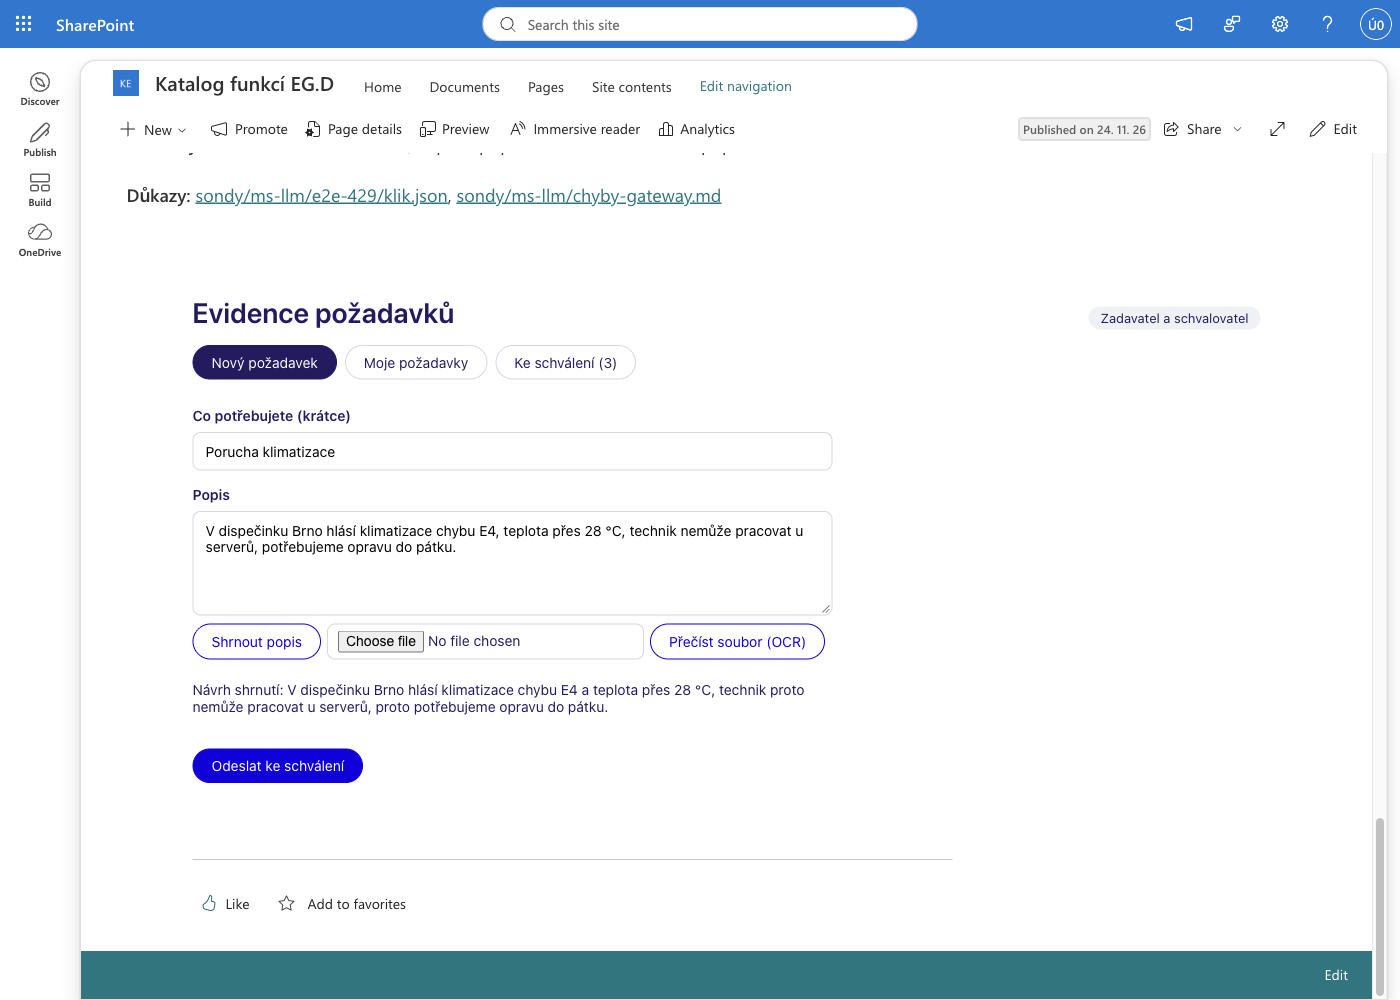 SharePoint
Search this site
Ú0
Discover
Publish
Build
OneDrive
KE
Katalog funkcí EG.D
Home
Documents
Pages
Site contents
Edit navigation
New
Promote
Page details
Preview
Immersive reader
Analytics
Published on 24. 11. 26
Share
Edit
Důkazy: sondy/ms-llm/e2e-429/klik.json, sondy/ms-llm/chyby-gateway.md
Evidence požadavků
Zadavatel a schvalovatel
Nový požadavek
Moje požadavky
Ke schválení (3)
Co potřebujete (krátce)
Porucha klimatizace
Popis
V dispečinku Brno hlásí klimatizace chybu E4, teplota přes 28 °C, technik nemůže pracovat u
serverů, potřebujeme opravu do pátku.
Shrnout popis
Choose file No file chosen
Přečíst soubor (OCR)
Návrh shrnutí: V dispečinku Brno hlásí klimatizace chybu E4 a teplota přes 28 °C, technik proto
nemůže pracovat u serverů, proto potřebujeme opravu do pátku.
Odeslat ke schválení
Like
Add to favorites
Edit